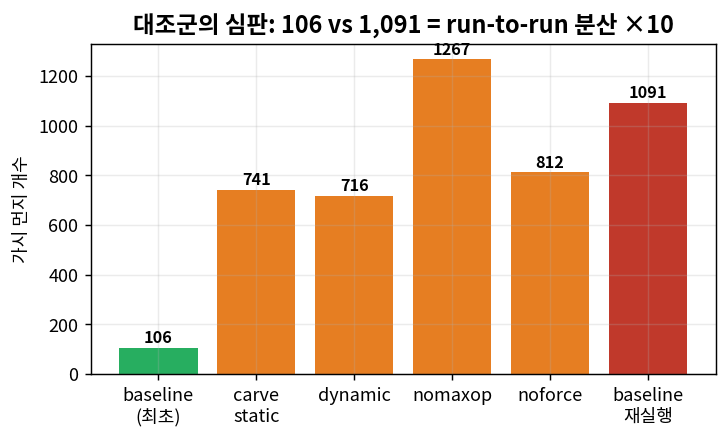 대조군의 심판: 106 vs 1,091 = run-to-run 분산 ×10
가시 먼지 개수
1200
1000
800
600
400
200
0
106
741
716
1267
812
1091
baseline
(최초)
carve
static
dynamic
nomaxop
noforce
baseline
재실행